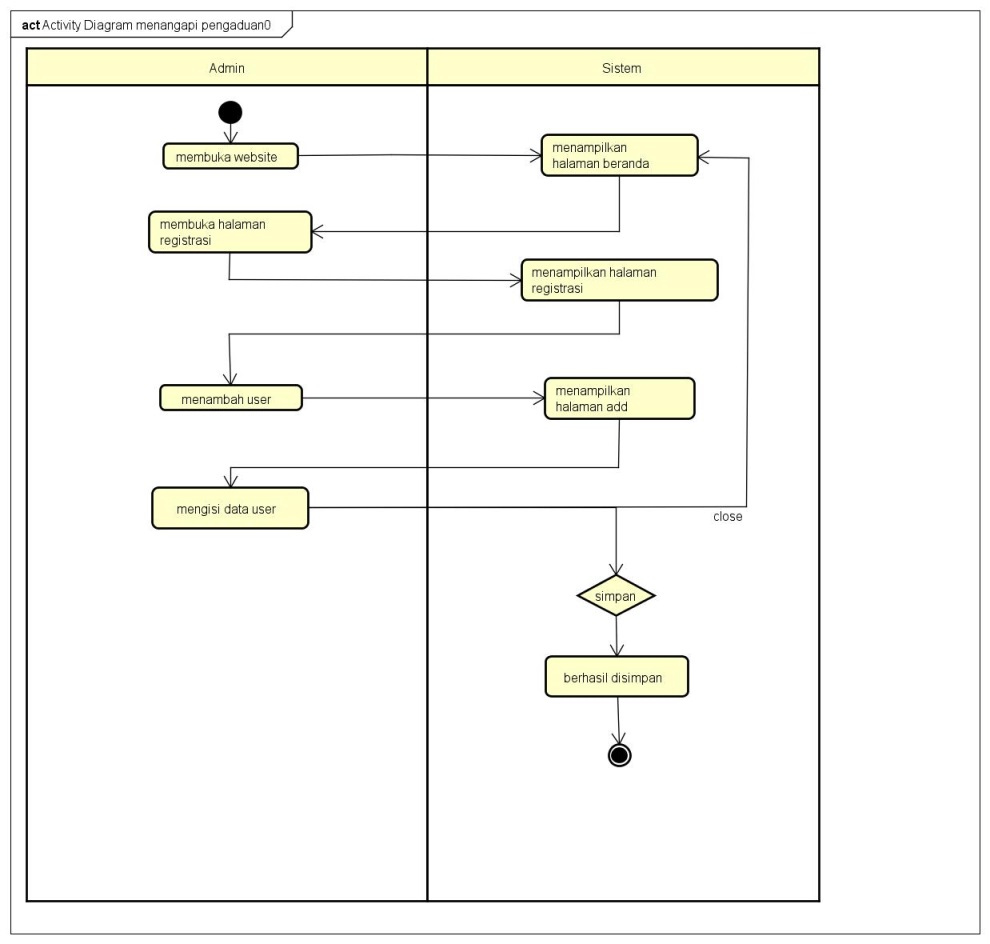 act Activity Diagram menangapi pengaduan0
Admin
Sistem
membuka website
menampilkan
halaman beranda
membuka halaman
registrasi
menampilkan halaman
registrasi
menambah user
menampilkan
halaman add
mengisi data user
close
simpan
berhasil disimpan